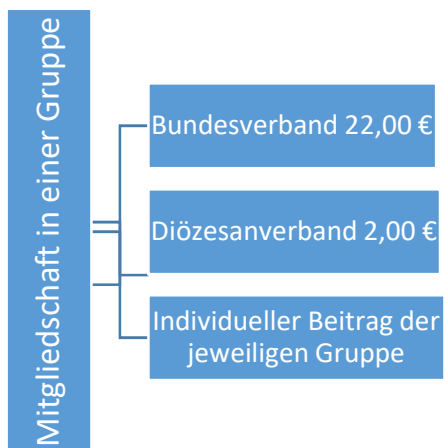 Mitgliedschaft in einer Gruppe
Bundesverband 22,00 €
Diözesanverband 2,00 €
Individueller Beitrag der
jeweiligen Gruppe